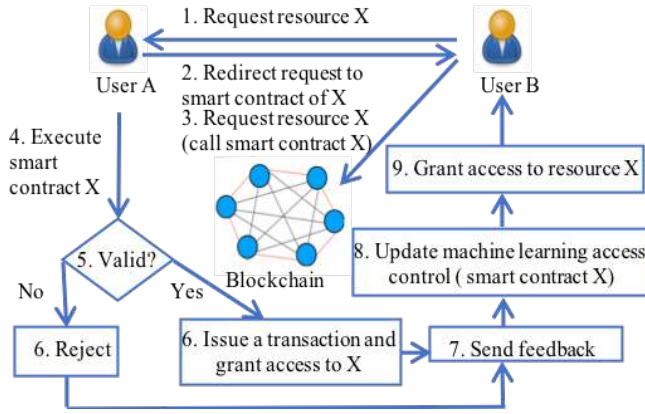 1. Request resource X
User A
User B
2. Redirect request to
smart contract of X
3. Request resource X
(call smart contract X)
4. Execute
smart
contract X
9. Grant access to resource X
5. Valid?
Blockchain
8. Update machine learning access
control ( smart contract X)
No
Yes
6. Reject
6. Issue a transaction and
grant access to X
7. Send feedback